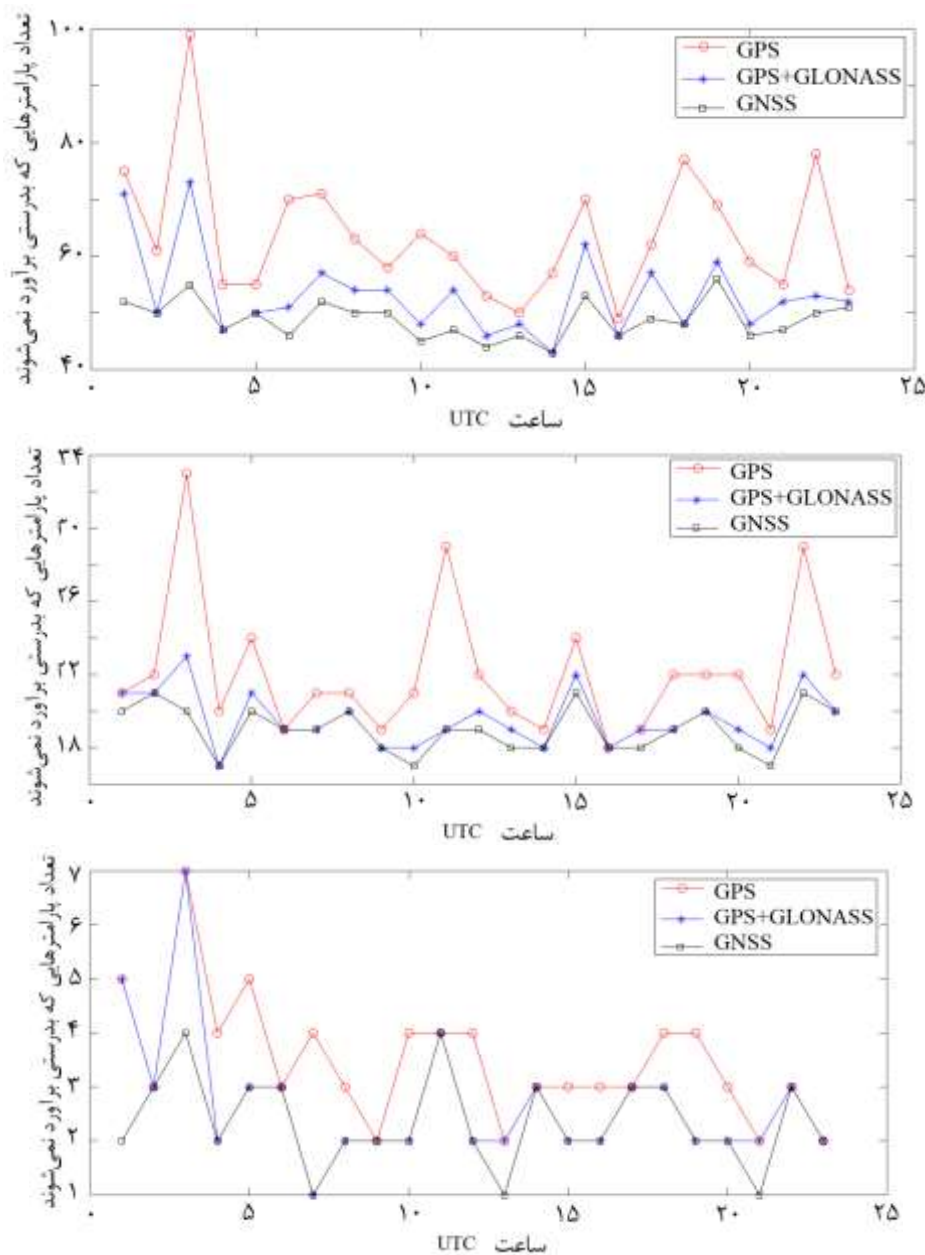 تعداد پارامترهایی که بدرستی برآورد نمی‌شوند
۱۰۰
۸۰
۶۰
۴۰
GPS
GPS+GLONASS
GNSS
۰ ۵ ۱۰ ۱۵ ۲۰ ۲۵
ساعت UTC
تعداد پارامترهایی که بدرستی برآورد نمی‌شوند
۳۴
۳۰
۲۶
۲۲
۱۸
GPS
GPS+GLONASS
GNSS
۰ ۵ ۱۰ ۱۵ ۲۰ ۲۵
ساعت UTC
تعداد پارامترهایی که بدرستی برآورد نمی‌شوند
۷
۶
۵
۴
۳
۲
۱
GPS
GPS+GLONASS
GNSS
۰ ۵ ۱۰ ۱۵ ۲۰ ۲۵
ساعت UTC